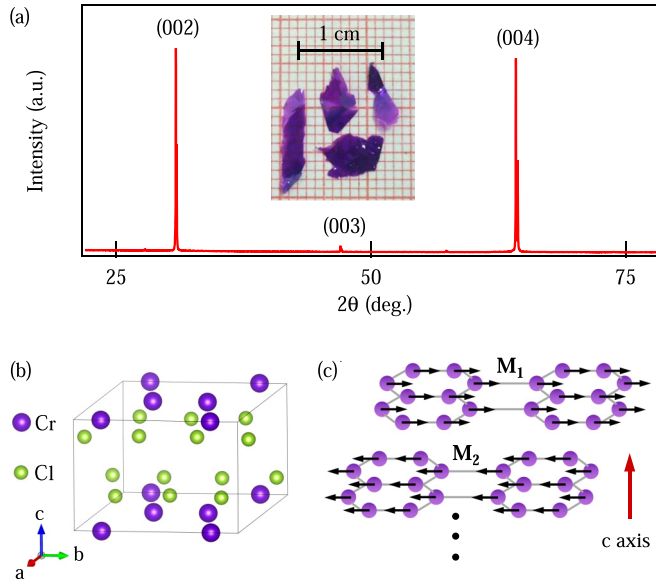 (a)
(002)
1 cm
(004)
Intensity (a.u.)
(003)
25
50
75
2θ (deg.)
(b)
Cr
Cl
c
b
a
(c)
M1
M2
c axis